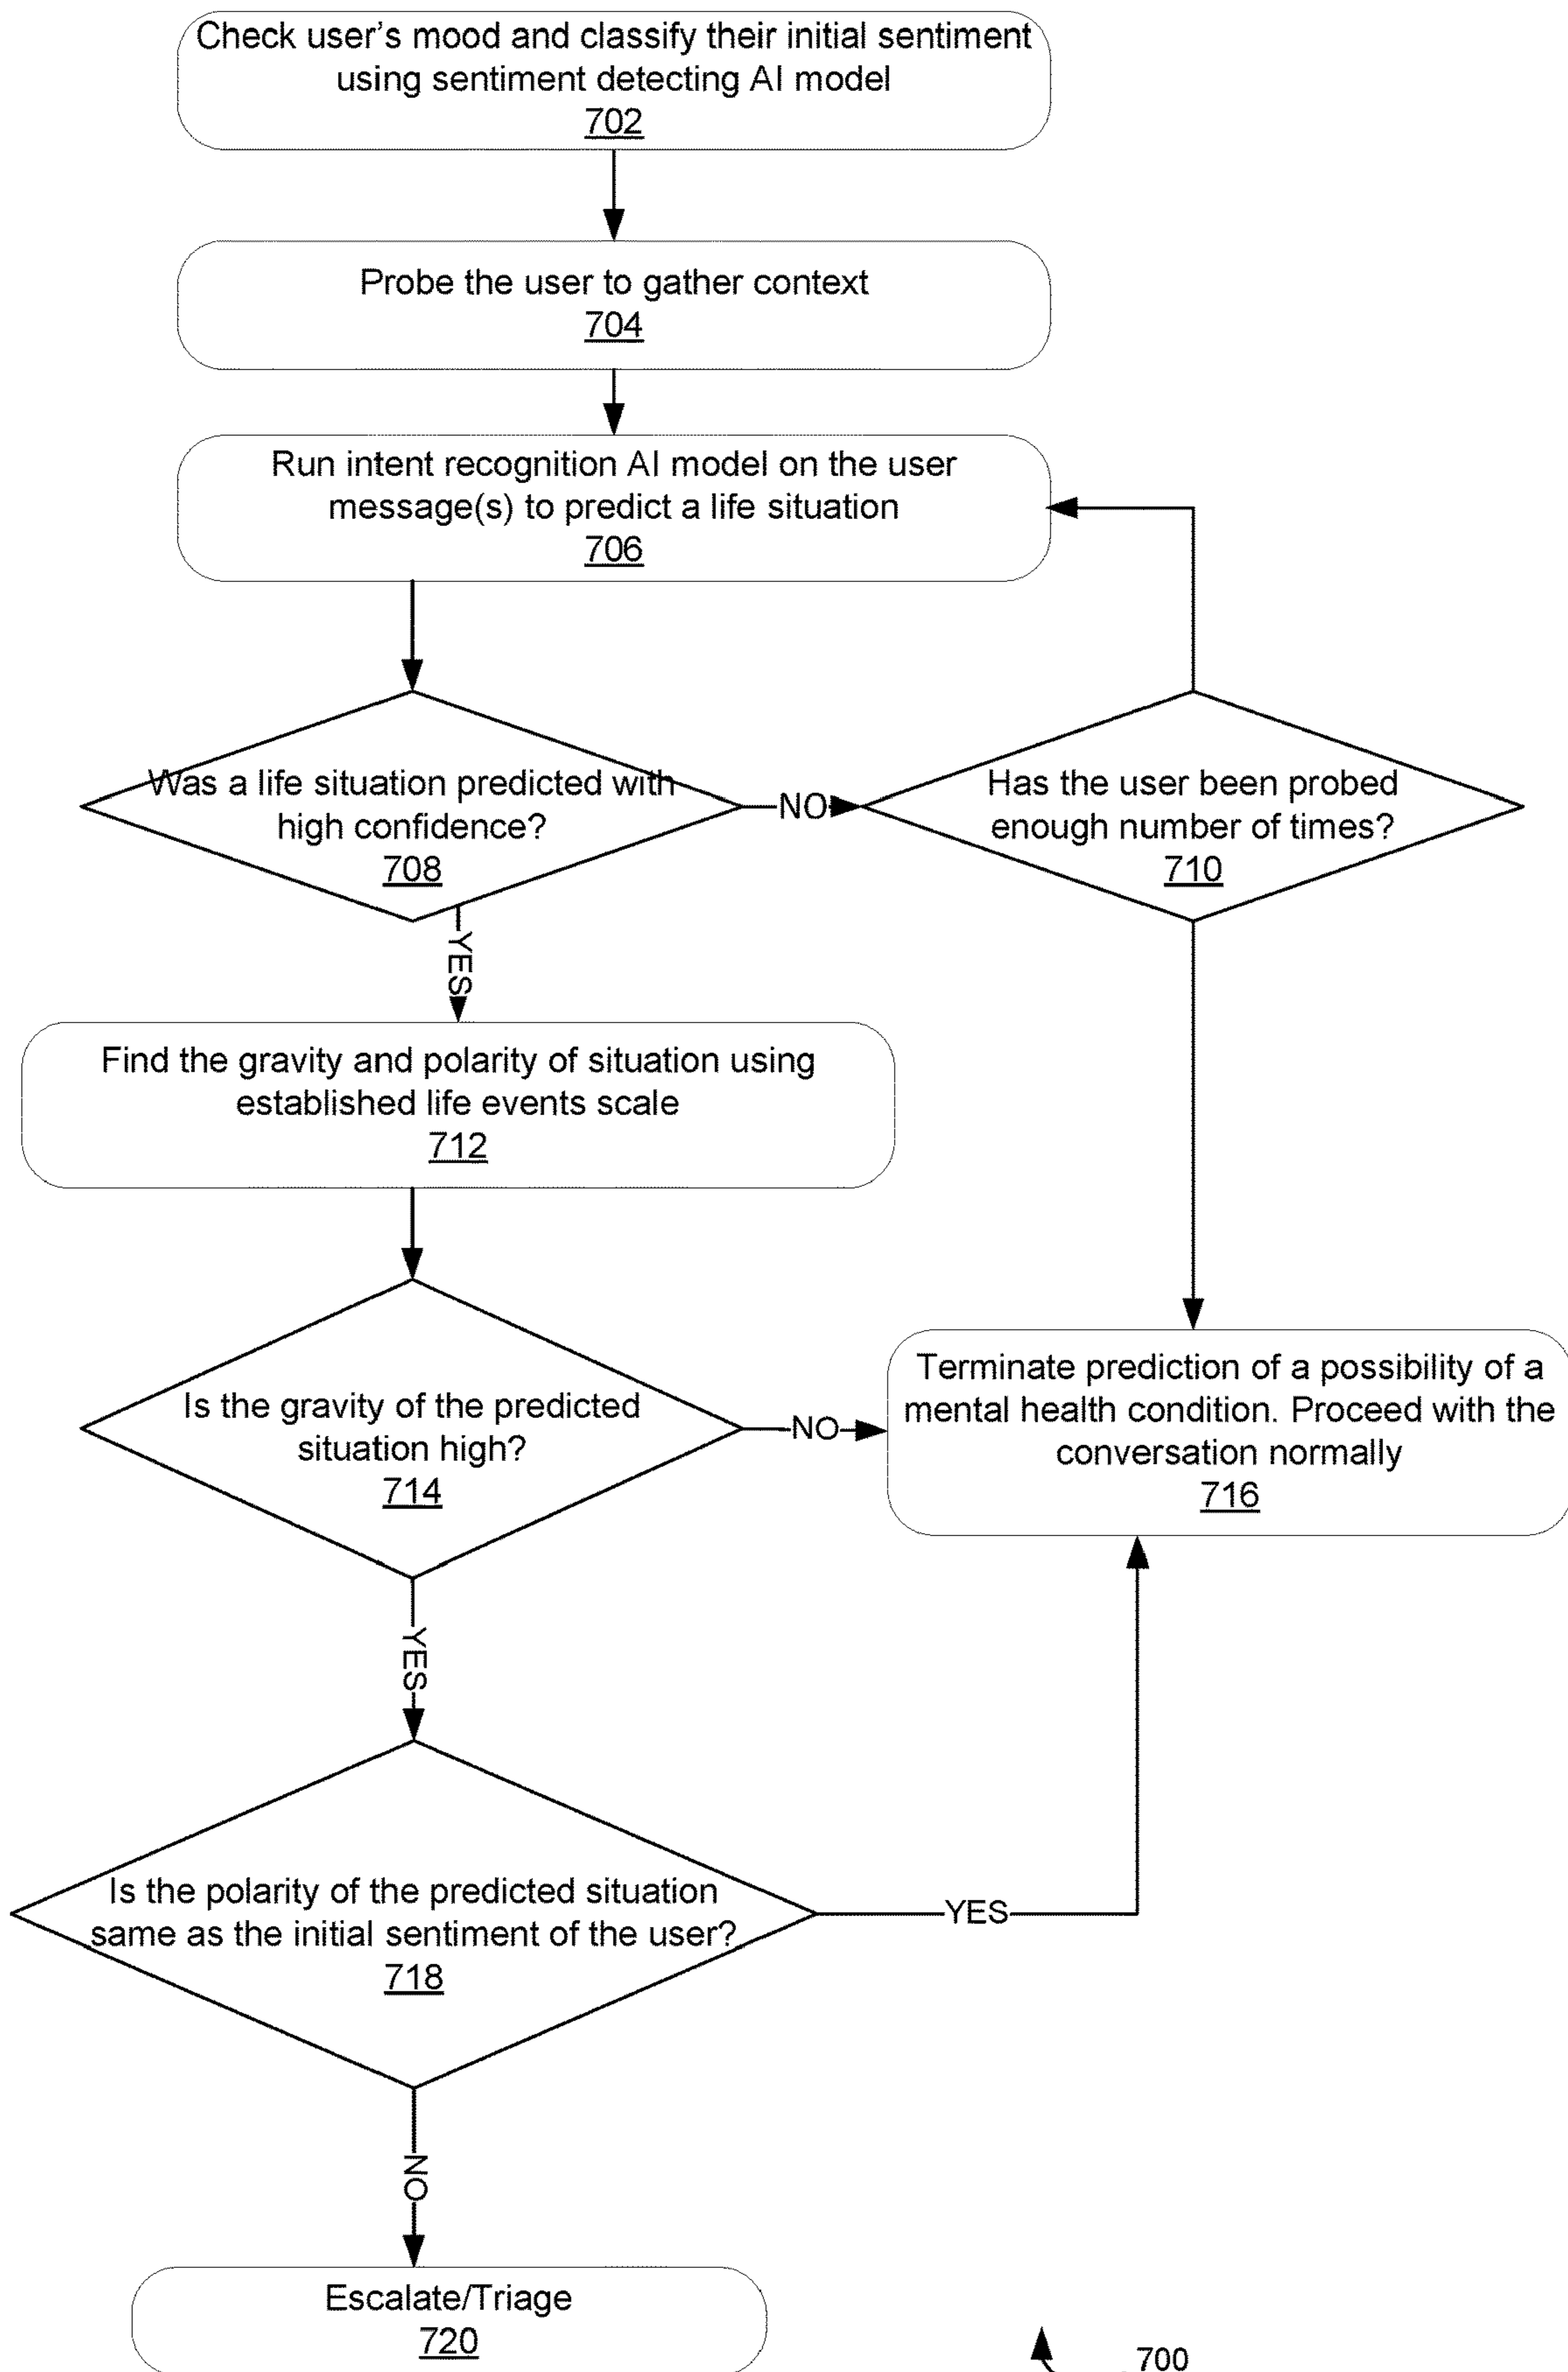 Check user's mood and classify their initial sentiment
using sentiment detecting AI model
702
Probe the user to gather context
704
Run intent recognition AI model on the user
message(s) to predict a life situation
706
Was a life situation predicted with
high confidence?
708
NO
Has the user been probed
enough number of times?
710
YES
Find the gravity and polarity of situation using
established life events scale
712
Is the gravity of the predicted
situation high?
714
NO
Terminate prediction of a possibility of a
mental health condition. Proceed with the
conversation normally
716
YES
Is the polarity of the predicted situation
same as the initial sentiment of the user?
718
YES
NO
Escalate/Triage
720
700